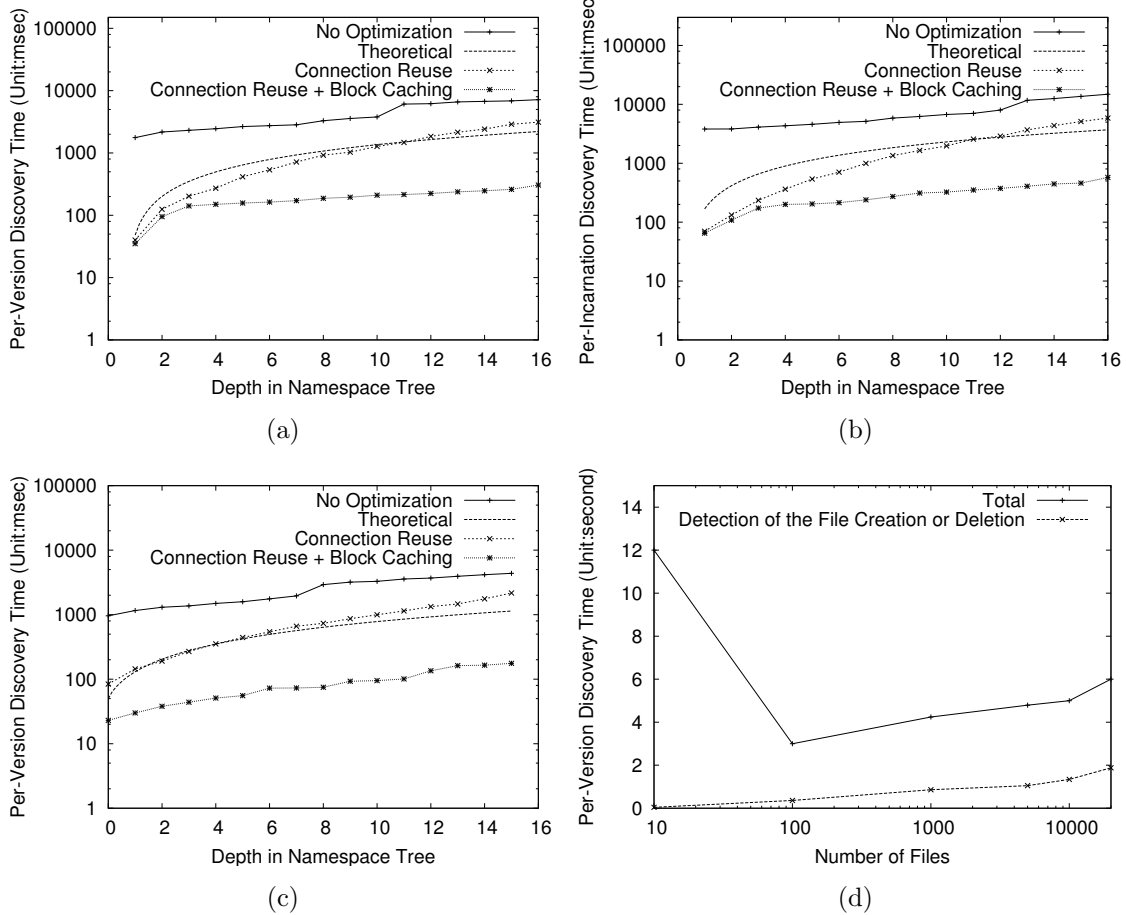 Per-Version Discovery Time (Unit:msec)
100000
10000
1000
100
10
1
No Optimization
Theoretical
Connection Reuse
Connection Reuse + Block Caching
0 2 4 6 8 10 12 14 16
Depth in Namespace Tree
(a)
Per-Incarnation Discovery Time (Unit:msec
100000
10000
1000
100
10
1
No Optimization
Theoretical
Connection Reuse
Connection Reuse + Block Caching
0 2 4 6 8 10 12 14 16
Depth in Namespace Tree
(b)
Per-Version Discovery Time (Unit:msec)
100000
10000
1000
100
10
1
No Optimization
Theoretical
Connection Reuse
Connection Reuse + Block Caching
0 2 4 6 8 10 12 14 16
Depth in Namespace Tree
(c)
Per-Version Discovery Time (Unit:second)
14
12
10
8
6
4
2
0
Total
Detection of the File Creation or Deletion
10 100 1000 10000
Number of Files
(d)